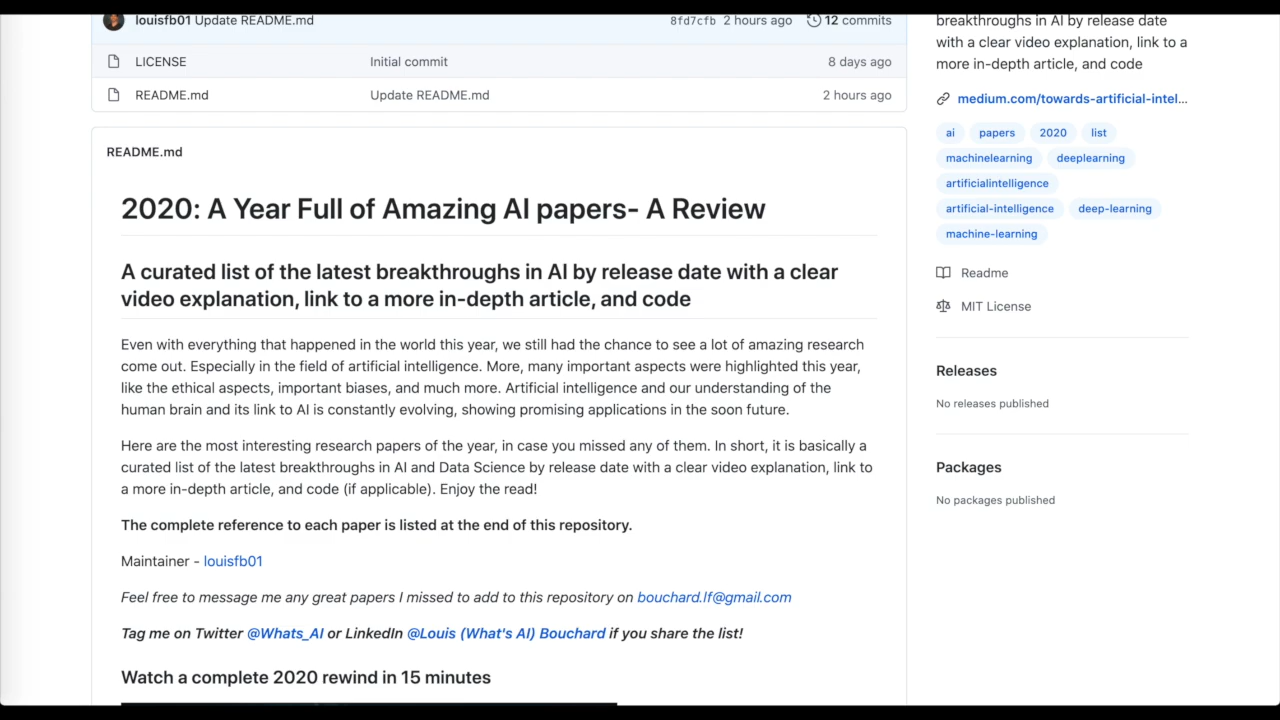 louisfb01 Update README.md 8fd7cfb 2 hours ago 12 commits
LICENSE Initial commit 8 days ago
README.md Update README.md 2 hours ago
README.md
2020: A Year Full of Amazing AI papers- A Review
A curated list of the latest breakthroughs in AI by release date with a clear
video explanation, link to a more in-depth article, and code
Even with everything that happened in the world this year, we still had the chance to see a lot of amazing research
come out. Especially in the field of artificial intelligence. More, many important aspects were highlighted this year,
like the ethical aspects, important biases, and much more. Artificial intelligence and our understanding of the
human brain and its link to AI is constantly evolving, showing promising applications in the soon future.
Here are the most interesting research papers of the year, in case you missed any of them. In short, it is basically a
curated list of the latest breakthroughs in AI and Data Science by release date with a clear video explanation, link to
a more in-depth article, and code (if applicable). Enjoy the read!
The complete reference to each paper is listed at the end of this repository.
Maintainer - louisfb01
Feel free to message me any great papers I missed to add to this repository on bouchard.lf@gmail.com
Tag me on Twitter @Whats_AI or LinkedIn @Louis (What's AI) Bouchard if you share the list!
Watch a complete 2020 rewind in 15 minutes
breakthroughs in AI by release date
with a clear video explanation, link to a
more in-depth article, and code
medium.com/towards-artificial-intel...
ai papers 2020 list
machinelearning deeplearning
artificialintelligence
artificial-intelligence deep-learning
machine-learning
Readme
MIT License
Releases
No releases published
Packages
No packages published